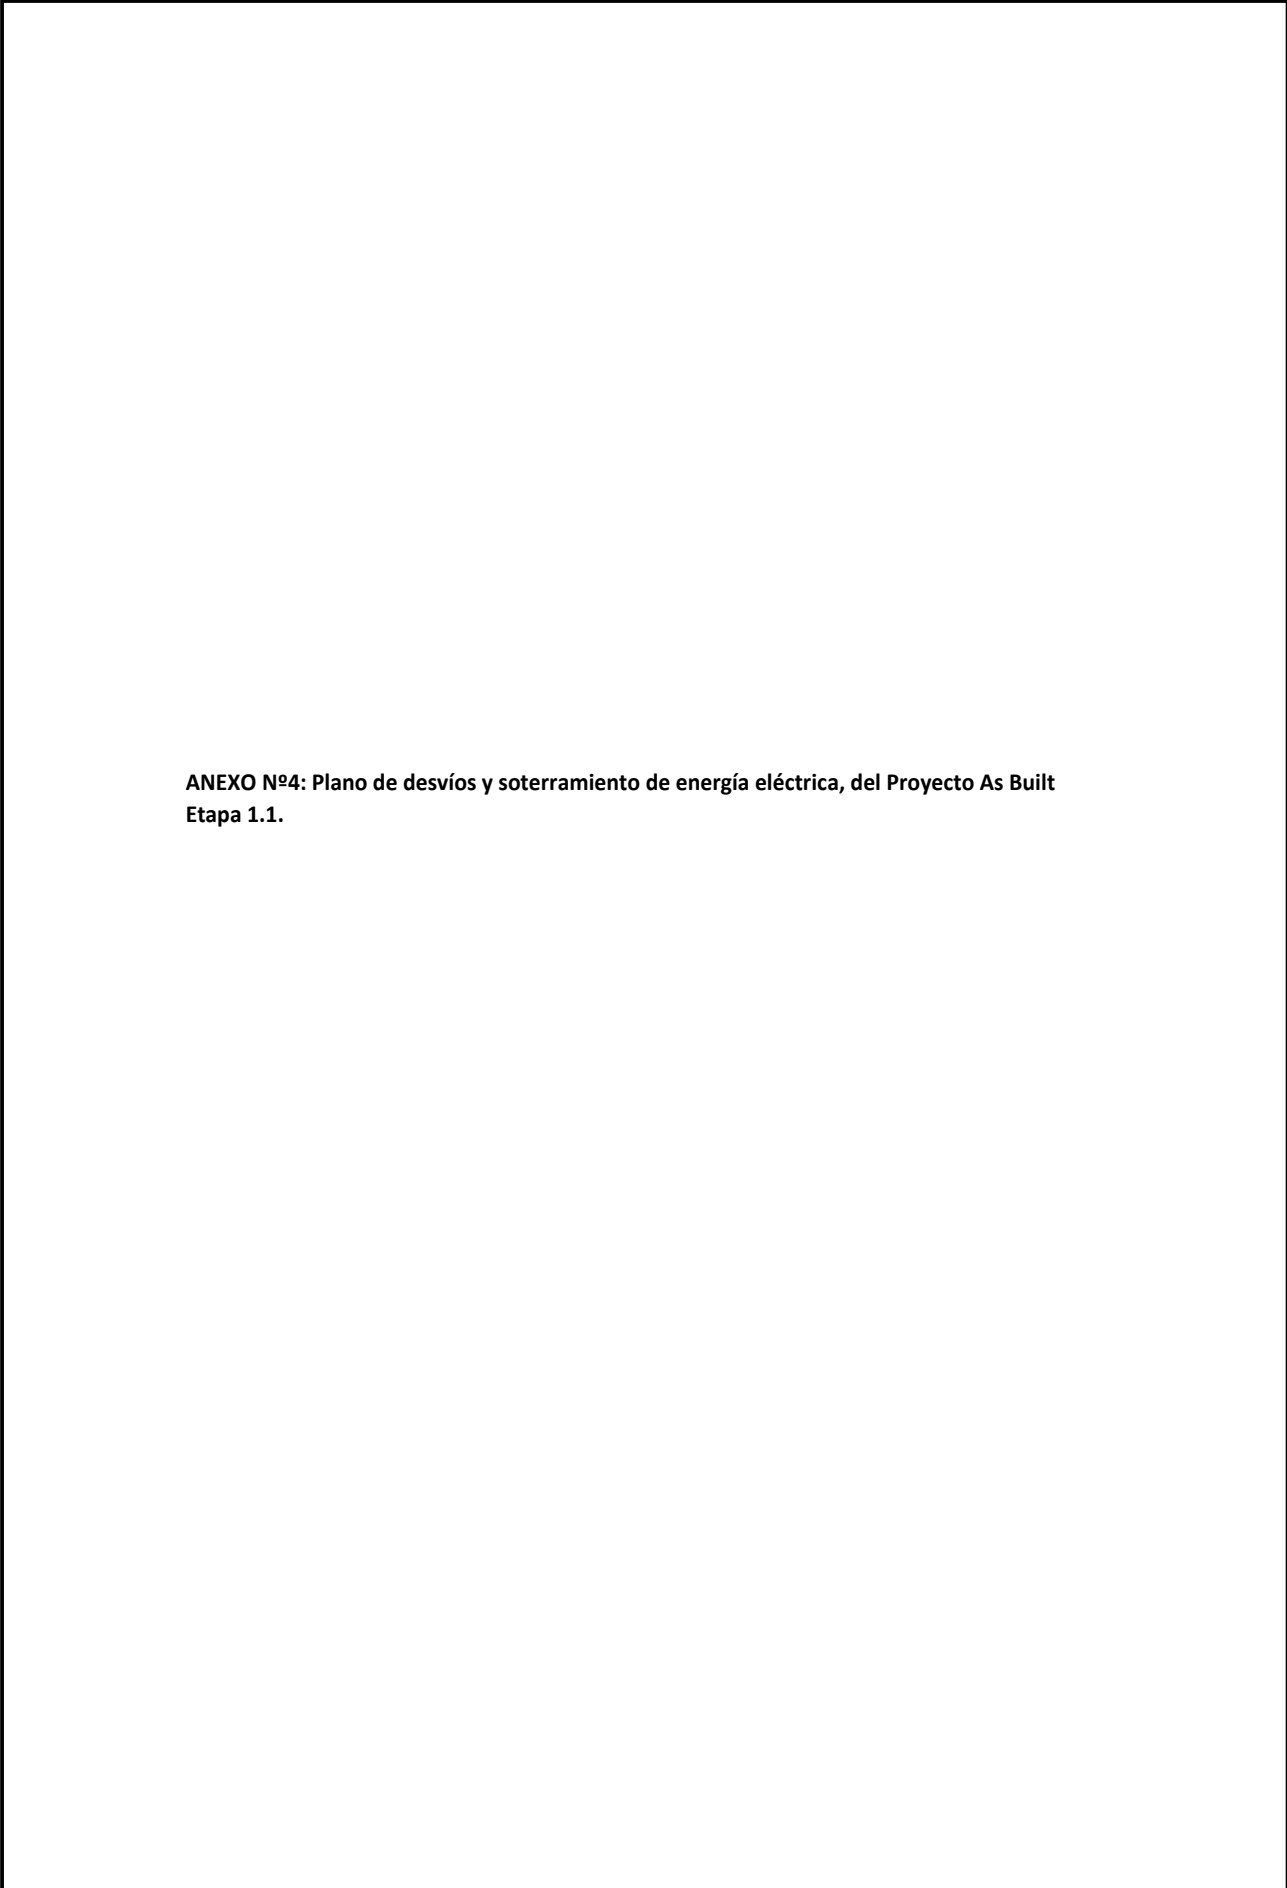 ANEXO Nº4: Plano de desvíos y soterramiento de energía eléctrica, del Proyecto As Built
Etapa 1.1.